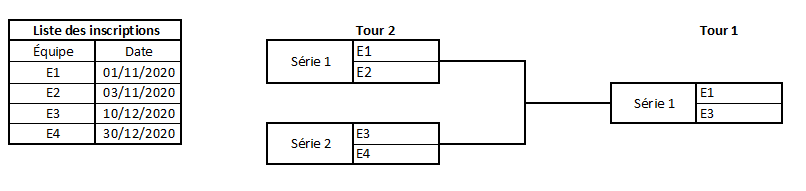 Liste des inscriptions
Équipe Date
E1 01/11/2020
E2 03/11/2020
E3 10/12/2020
E4 30/12/2020
Tour 2
Série 1
E1
E2
Série 2
E3
E4
Tour 1
Série 1
E1
E3